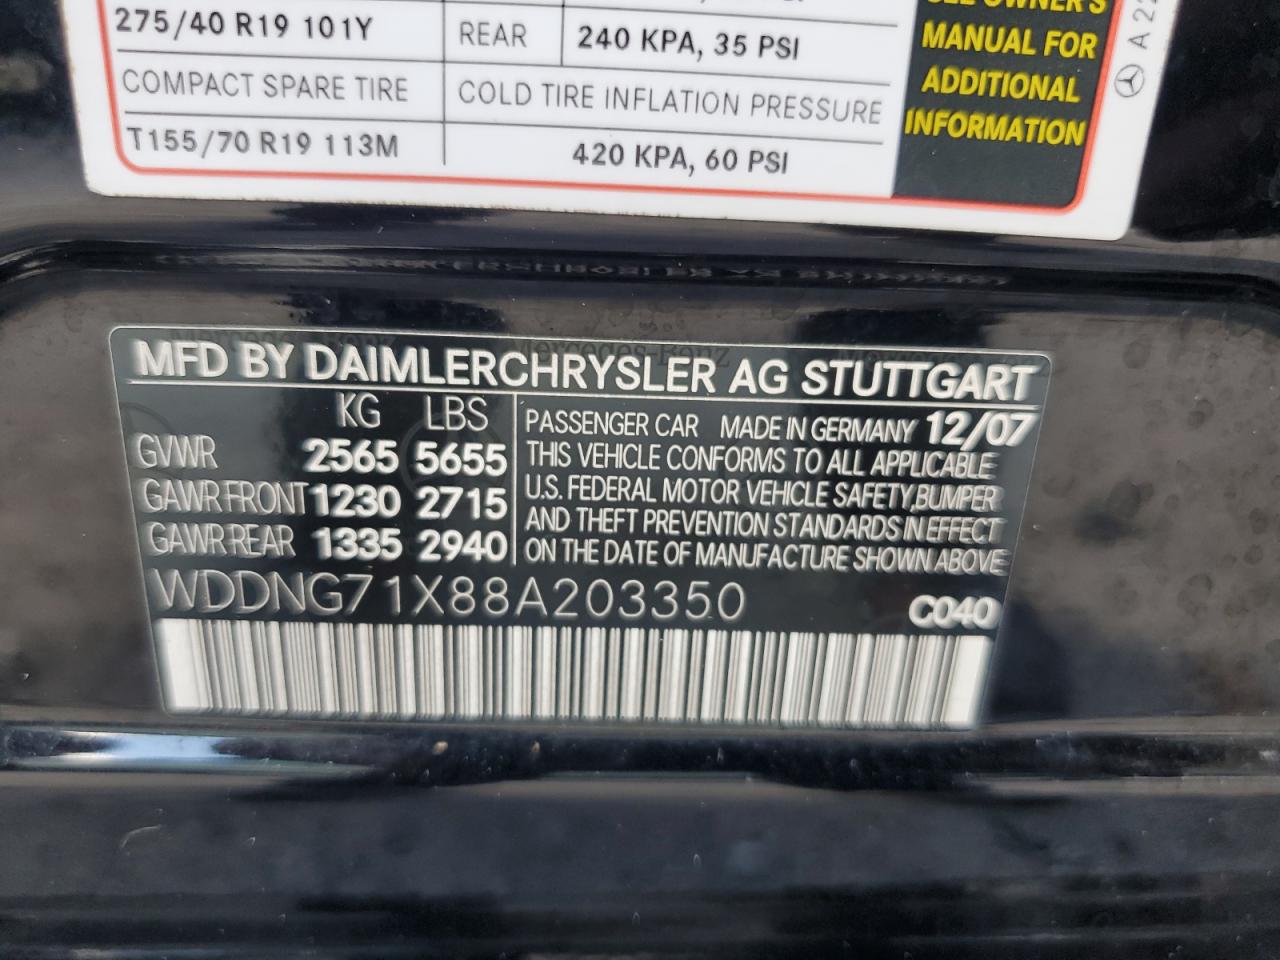 275/40 R19 101Y REAR 240 KPA, 35 PSI
COMPACT SPARE TIRE COLD TIRE INFLATION PRESSURE
T155/70 R19 113M 420 KPA, 60 PSI
OWNER'S
MANUAL FOR
ADDITIONAL
INFORMATION
MFD BY DAIMLERCHRYSLER AG STUTTGART
KG LBS
GVWR 2565 5655
GAWR FRONT 1230 2715
GAWR REAR 1335 2940
PASSENGER CAR MADE IN GERMANY 12/07
THIS VEHICLE CONFORMS TO ALL APPLICABLE
U.S. FEDERAL MOTOR VEHICLE SAFETY,BUMPER
AND THEFT PREVENTION STANDARDS IN EFFECT
ON THE DATE OF MANUFACTURE SHOWN ABOVE
WDDNG71X88A203350 C040